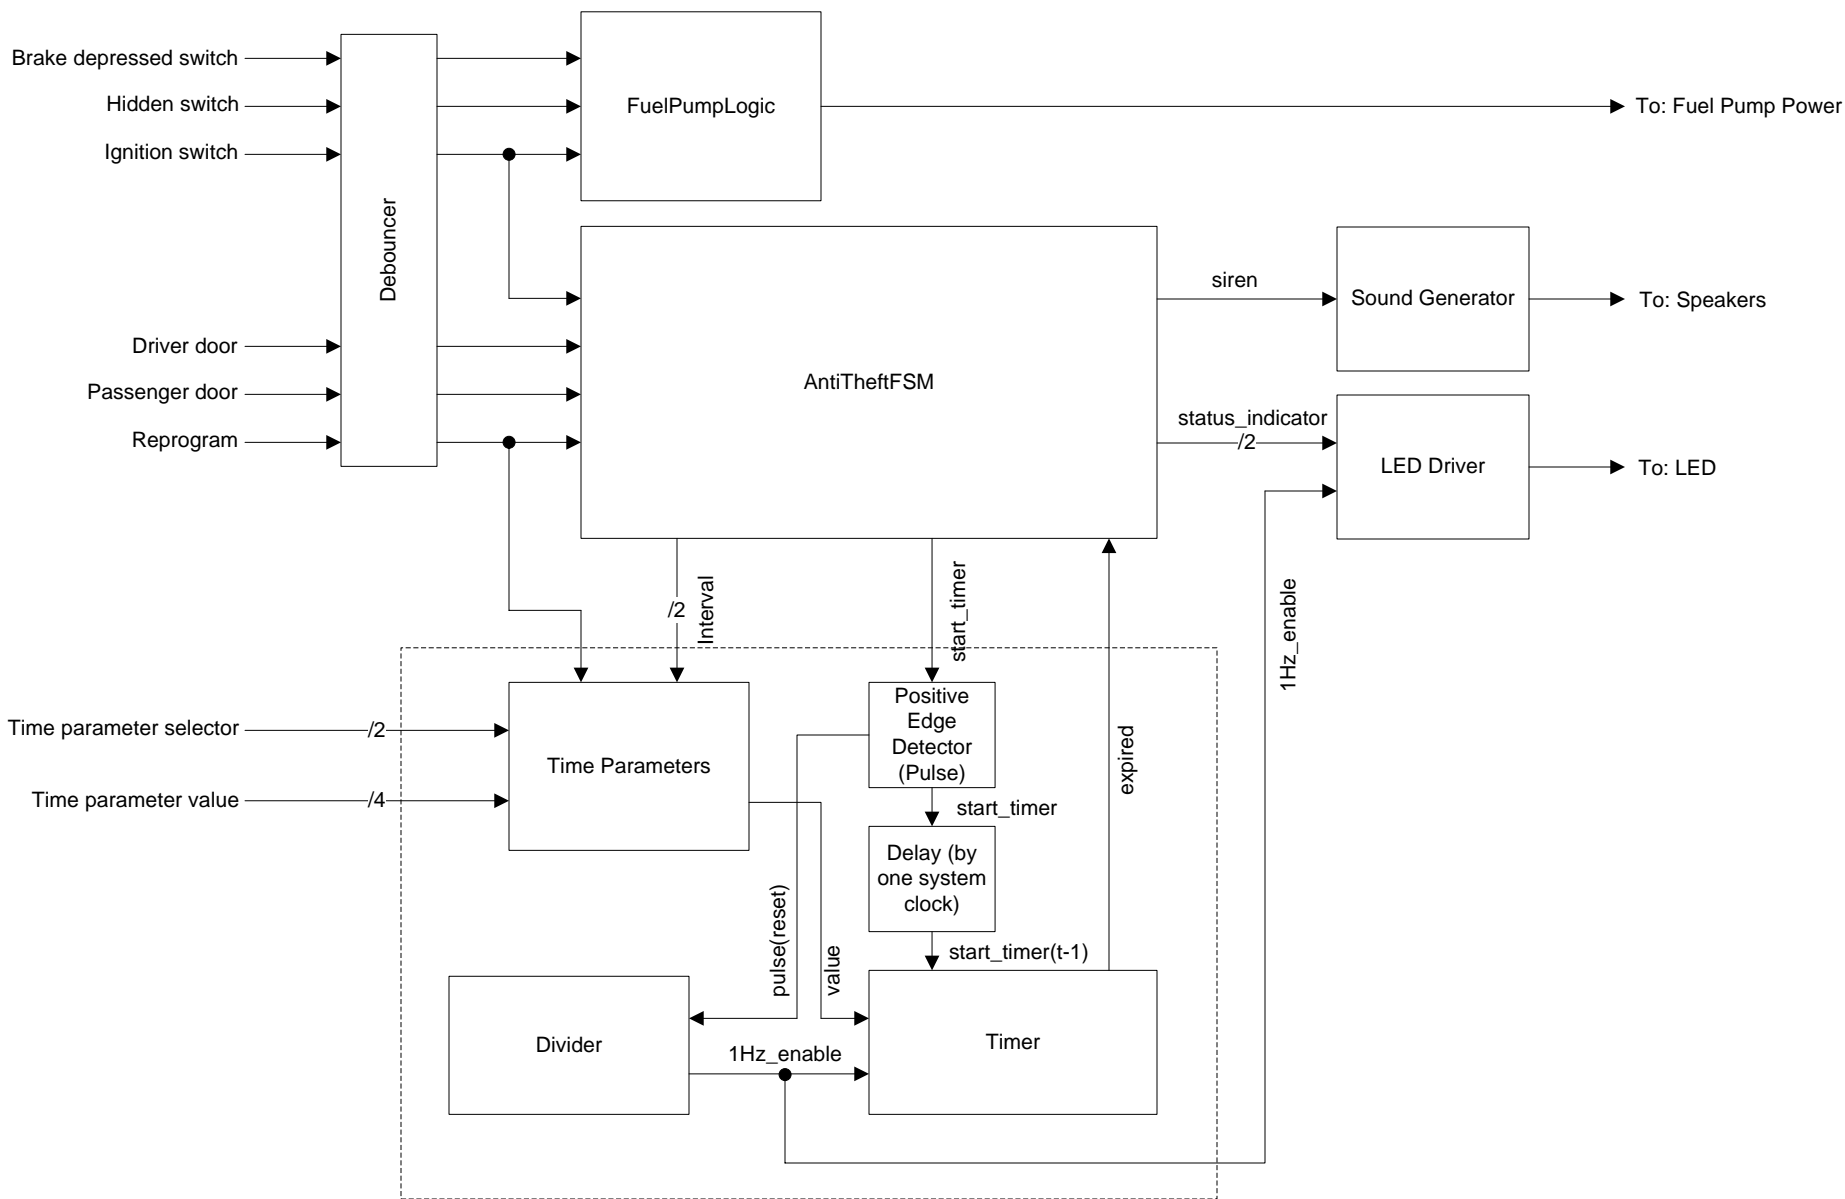 Brake depressed switch
Hidden switch
Ignition switch
Driver door
Passenger door
Reprogram
Debouncer
FuelPumpLogic
To: Fuel Pump Power
AntiTheftFSM
siren
Sound Generator
To: Speakers
status_indicator
/2
LED Driver
To: LED
/2
Interval
start_timer
expired
1Hz_enable
Time parameter selector
/2
Time parameter value
/4
Time Parameters
Positive
Edge
Detector
(Pulse)
start_timer
Delay (by
one system
clock)
start_timer(t-1)
pulse(reset)
value
Divider
1Hz_enable
Timer